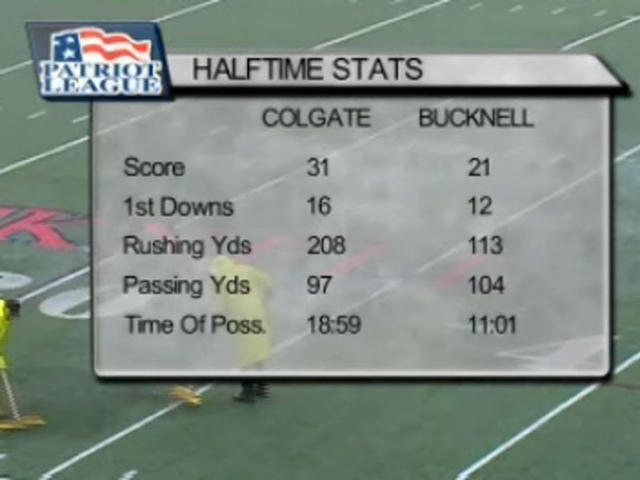 PATRIOT
LEAGUE
HALFTIME STATS
COLGATE BUCKNELL
Score 31 21
1st Downs 16 12
Rushing Yds 208 113
Passing Yds 97 104
Time Of Poss. 18:59 11:01